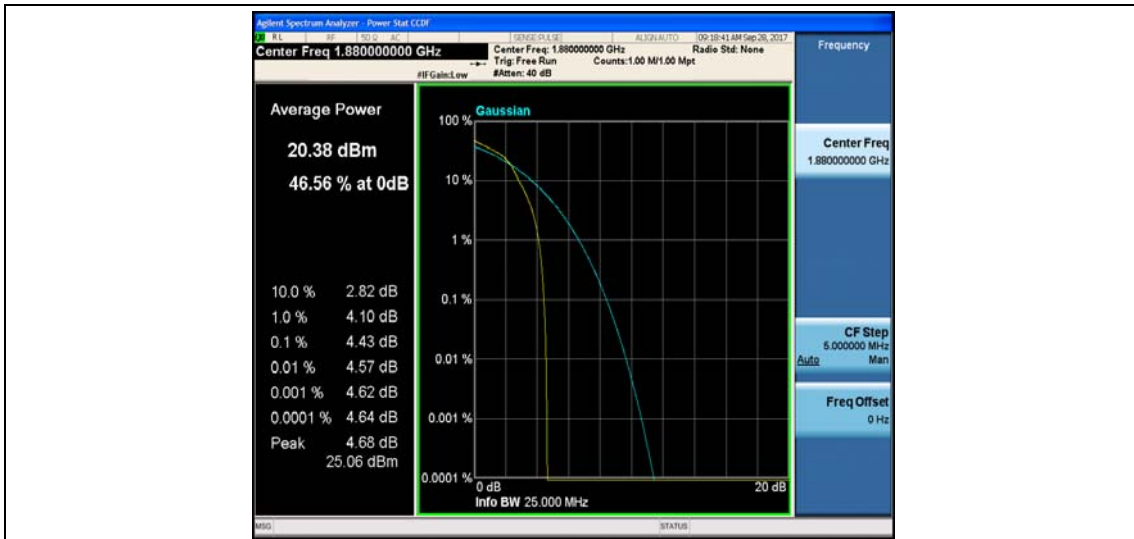 Agilent Spectrum Analyzer - Power Stat CCDF
RL RF 50 Ω AC SENSE:PULSE ALIGNAUTO 09:18:41 AM Sep 28, 2017
Center Freq 1.880000000 GHz
Center Freq: 1.880000000 GHz
Radio Std: None
Trig: Free Run
Counts:1.00 M/1.00 Mpt
#IFGain:Low
#Atten: 40 dB
Frequency
Average Power
20.38 dBm
46.56 % at 0dB
10.0 % 2.82 dB
1.0 % 4.10 dB
0.1 % 4.43 dB
0.01 % 4.57 dB
0.001 % 4.62 dB
0.0001 % 4.64 dB
Peak 4.68 dB
25.06 dBm
Gaussian
100 %
10 %
1 %
0.1 %
0.01 %
0.001 %
0.0001 %
0 dB
20 dB
Info BW 25.000 MHz
Center Freq
1.880000000 GHz
CF Step
5.000000 MHz
Auto Man
Freq Offset
0 Hz
MSG
STATUS